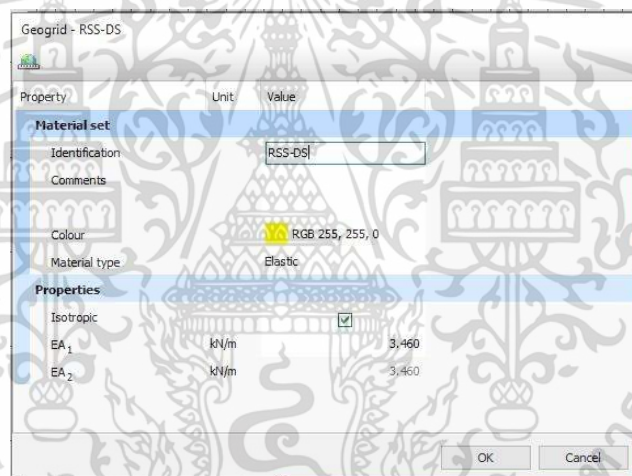 Geogrid - RSS-DS
Property Unit Value
Material set
Identification RSS-DS
Comments
Colour RGB 255, 255, 0
Material type Elastic
Properties
Isotropic
EA1 kN/m 3.460
EA2 kN/m 3.460
OK Cancel